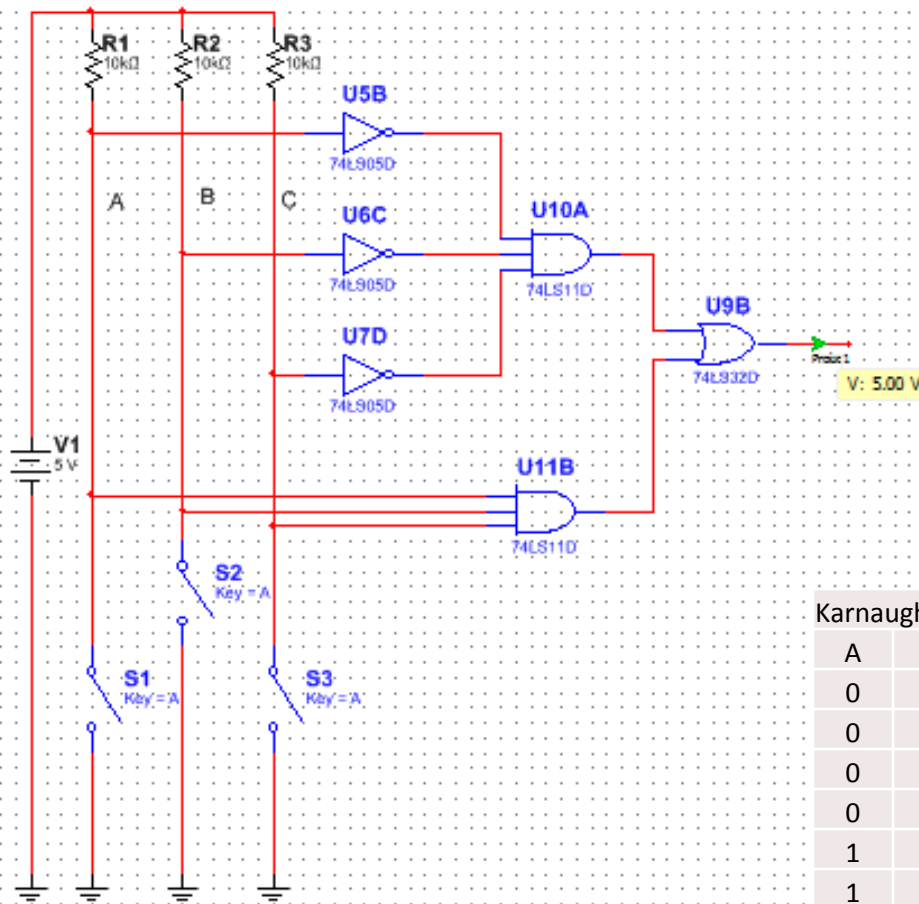 R1
10kΩ
R2
10kΩ
R3
10kΩ
U5B
74LS05D
A
B
C
U6C
74LS05D
U10A
74LS11D
U9B
74LS32D
V: 5.00 V
U7D
74LS05D
V1
5 V
U11B
74LS11D
S2
Key = A
S1
Key = A
S3
Key = A
Karnaugh
A
0
0
0
0
1
1